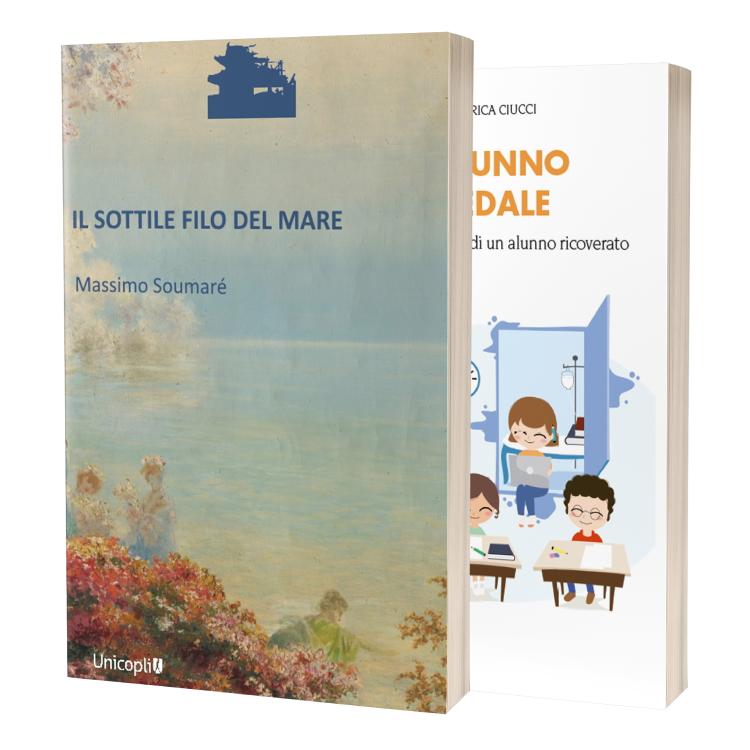 IL SOTTILE FILO DEL MARE
Massimo Soumaré
Unicopli
RICA CIUCCI
UNNO
EDALE
di un alunno ricoverato